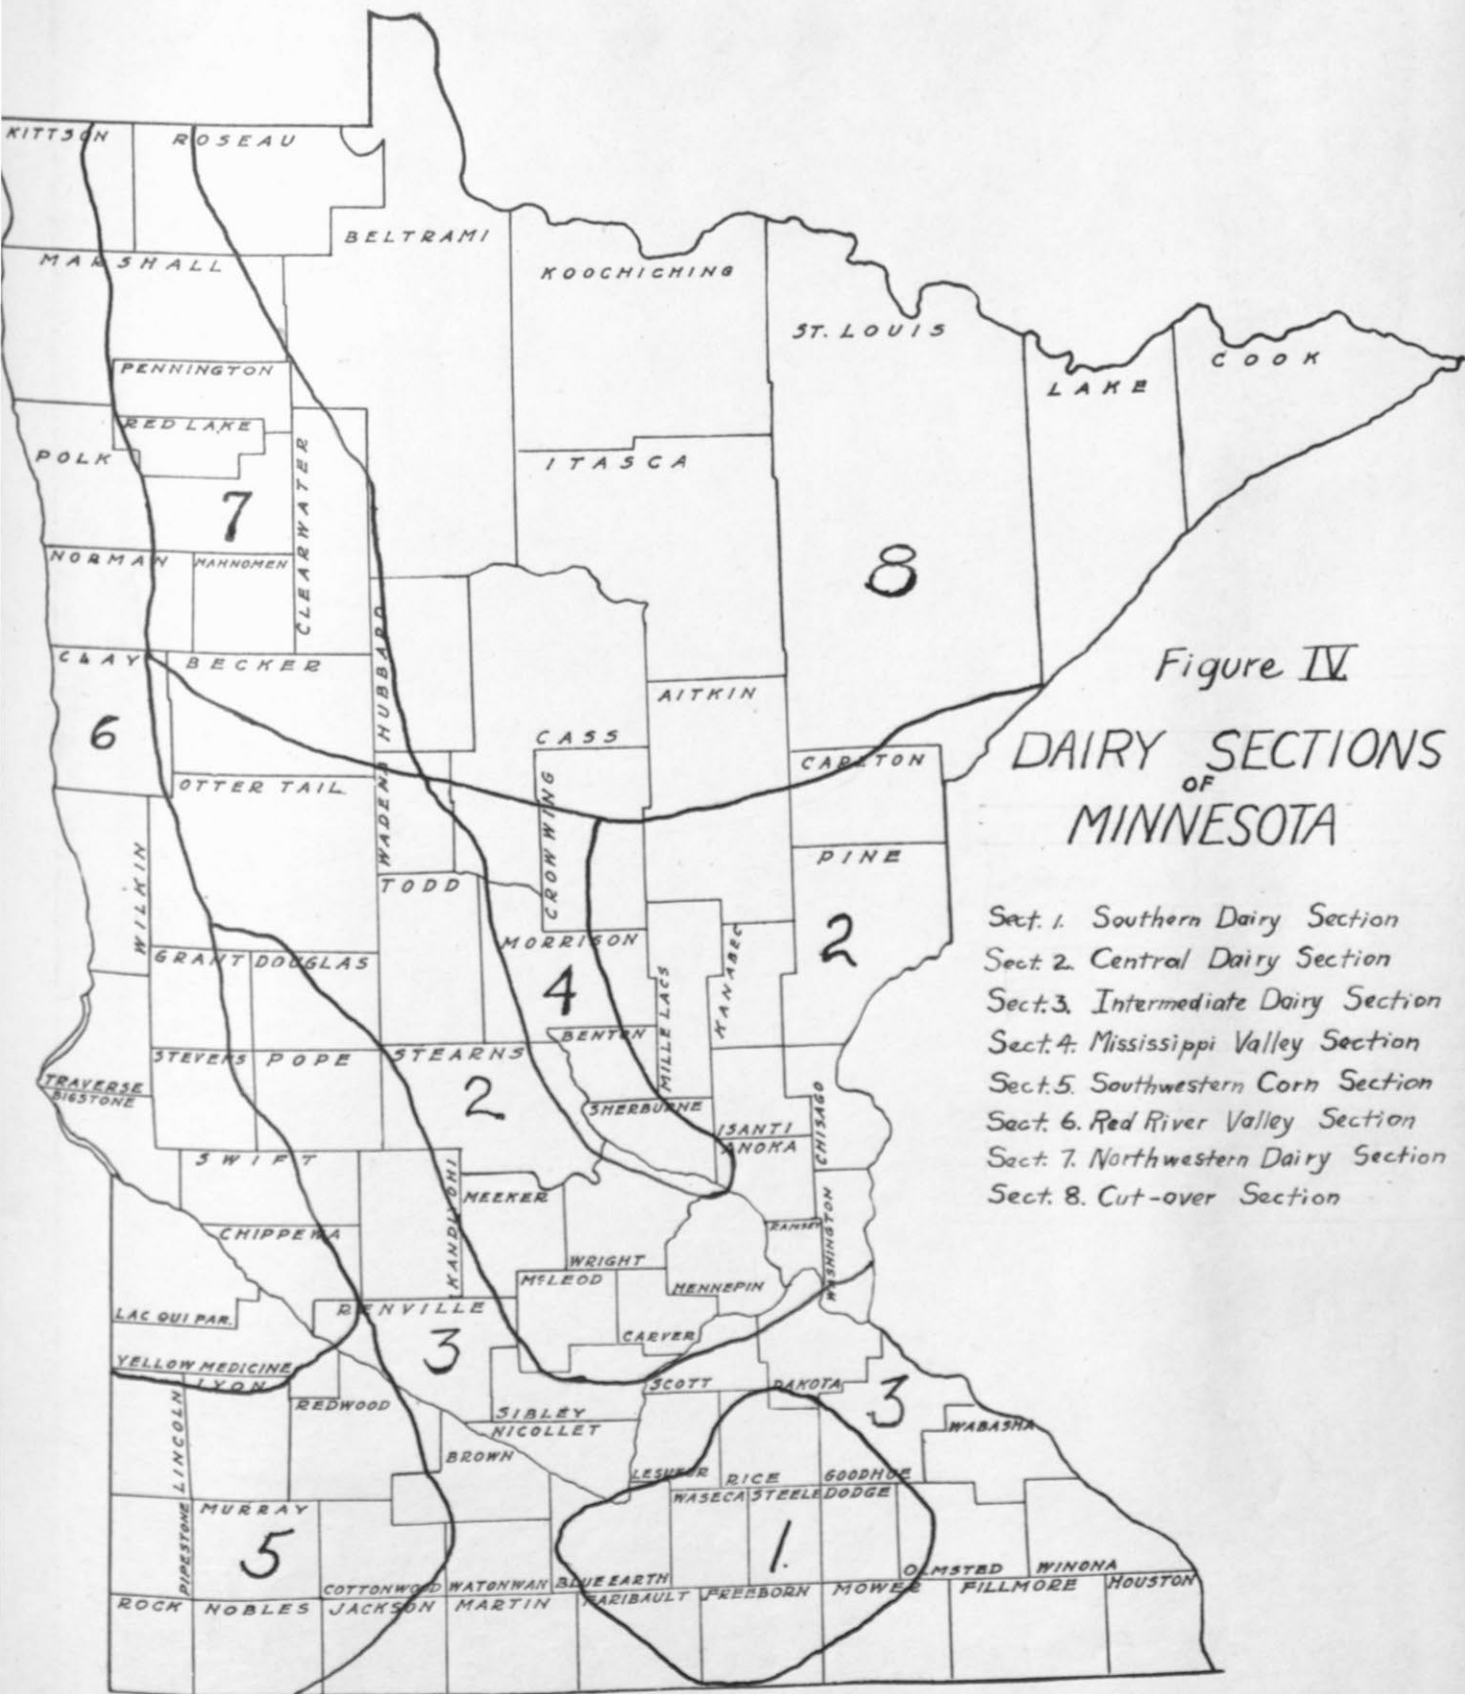 KITTSON
ROSEAU
BELTRAMI
MARSHALL
KOOCHICHING
ST. LOUIS
LAKE
COOK
PENNINGTON
RED LAKE
POLK
CLEARWATER
ITASCA
7
8
NORMAN
MAHNOMEN
CLAY
BECKER
HUBBARD
AITKIN
6
CASS
CARLTON
OTTER TAIL
WADENA
CROW WING
PINE
WILKIN
TODD
Figure IV.
DAIRY SECTIONS
OF
MINNESOTA
Sect. 1. Southern Dairy Section
Sect. 2. Central Dairy Section
Sect. 3. Intermediate Dairy Section
Sect. 4. Mississippi Valley Section
Sect. 5. Southwestern Corn Section
Sect. 6. Red River Valley Section
Sect. 7. Northwestern Dairy Section
Sect. 8. Cut-over Section
MORRISON
KANABEC
2
GRANT
DOUGLAS
4
MILLE LACS
BENTON
STEVENS
POPE
STEARNS
TRAVERSE
BIGSTONE
2
SHERBURNE
ISANTI
ANOKA
CHISAGO
SWIFT
KANDIYOHI
MEEKER
CHIPPEWA
RAMSEY
WASHINGTON
WRIGHT
McLEOD
HENNEPIN
LAC QUI PAR.
RENVILLE
CARVER
3
YELLOW MEDICINE
LYON
SCOTT
DAKOTA
3
LINCOLN
REDWOOD
SIBLEY
NICOLLET
WABASHA
BROWN
LESUEUR
RICE
GOODHUE
MURRAY
WASECA
STEELE
DODGE
PIPESTONE
5
1.
COTTONWOOD
WATONWAN
BLUE EARTH
OLMSTED
WINONA
ROCK
NOBLES
JACKSON
MARTIN
FARIBAULT
FREEBORN
MOWER
FILLMORE
HOUSTON